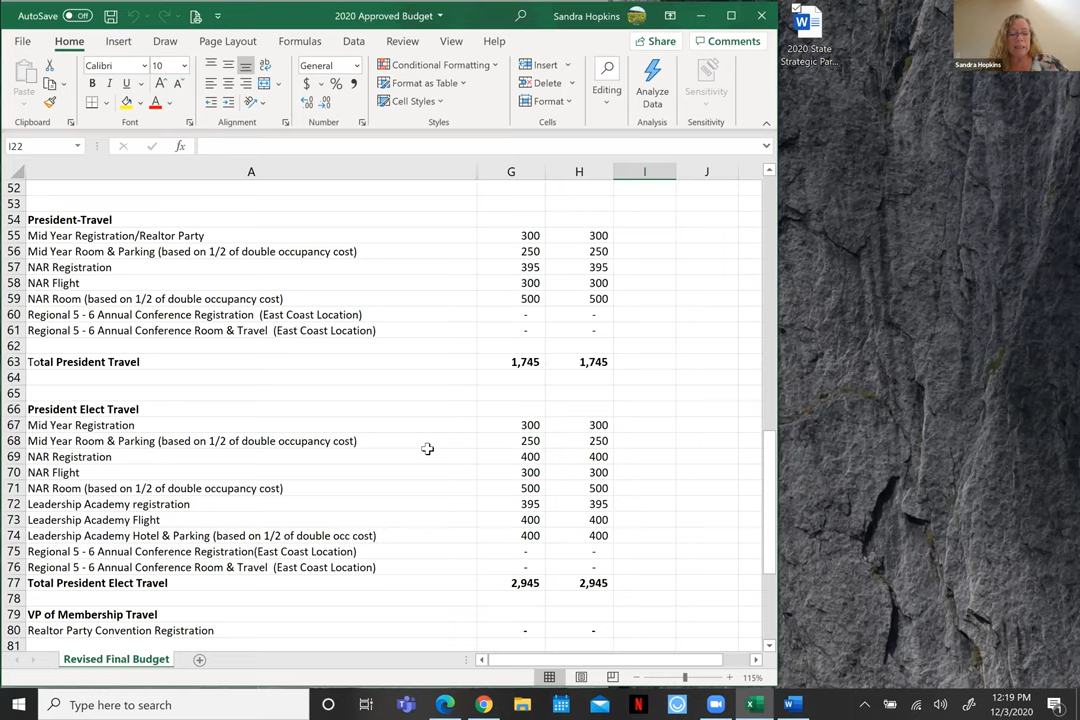 AutoSave Off 2020 Approved Budget Sandra Hopkins
File Home Insert Draw Page Layout Formulas Data Review View Help Share Comments
Paste Calibri 10 B I U A A General $ % Conditional Formatting Format as Table Cell Styles Insert Delete Format Editing Analyze Data Sensitivity
Clipboard Font Alignment Number Styles Cells Analysis Sensitivity
I22 fx
A G H I J
52
53
54 President-Travel
55 Mid Year Registration/Realtor Party 300 300
56 Mid Year Room & Parking (based on 1/2 of double occupancy cost) 250 250
57 NAR Registration 395 395
58 NAR Flight 300 300
59 NAR Room (based on 1/2 of double occupancy cost) 500 500
60 Regional 5 - 6 Annual Conference Registration (East Coast Location) - -
61 Regional 5 - 6 Annual Conference Room & Travel (East Coast Location) - -
62
63 Total President Travel 1,745 1,745
64
65
66 President Elect Travel
67 Mid Year Registration 300 300
68 Mid Year Room & Parking (based on 1/2 of double occupancy cost) 250 250
69 NAR Registration 400 400
70 NAR Flight 300 300
71 NAR Room (based on 1/2 of double occupancy cost) 500 500
72 Leadership Academy registration 395 395
73 Leadership Academy Flight 400 400
74 Leadership Academy Hotel & Parking (based on 1/2 of double occ cost) 400 400
75 Regional 5 - 6 Annual Conference Registration(East Coast Location) - -
76 Regional 5 - 6 Annual Conference Room & Travel (East Coast Location) - -
77 Total President Elect Travel 2,945 2,945
78
79 VP of Membership Travel
80 Realtor Party Convention Registration - -
81
Revised Final Budget
115%
2020 State
Strategic Par...
Sandra Hopkins
Type here to search
12:19 PM
12/3/2020